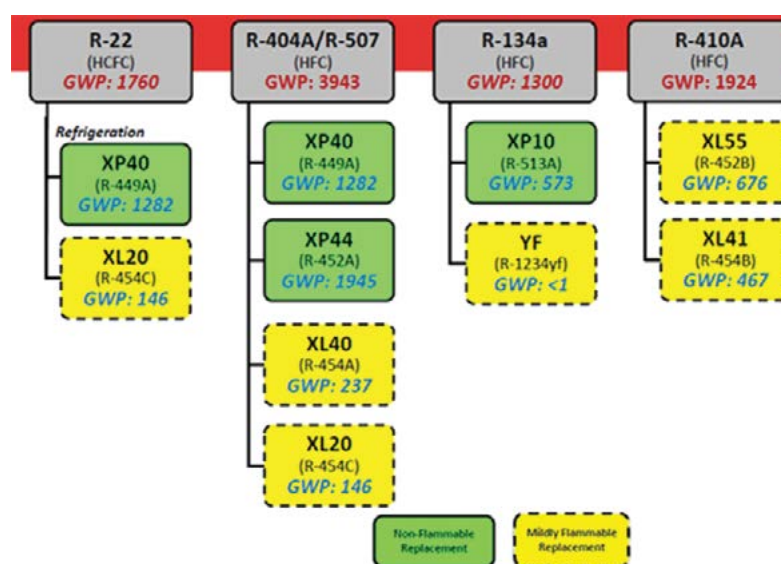 R-22
(HCFC)
GWP: 1760
Refrigeration
XP40
(R-449A)
GWP: 1282
XL20
(R-454C)
GWP: 146
R-404A/R-507
(HFC)
GWP: 3943
XP40
(R-449A)
GWP: 1282
XP44
(R-452A)
GWP: 1945
XL40
(R-454A)
GWP: 237
XL20
(R-454C)
GWP: 146
R-134a
(HFC)
GWP: 1300
XP10
(R-513A)
GWP: 573
YF
(R-1234yf)
GWP: <1
R-410A
(HFC)
GWP: 1924
XL55
(R-452B)
GWP: 676
XL41
(R-454B)
GWP: 467
Non-Flammable
Replacement
Mildly Flammable
Replacement